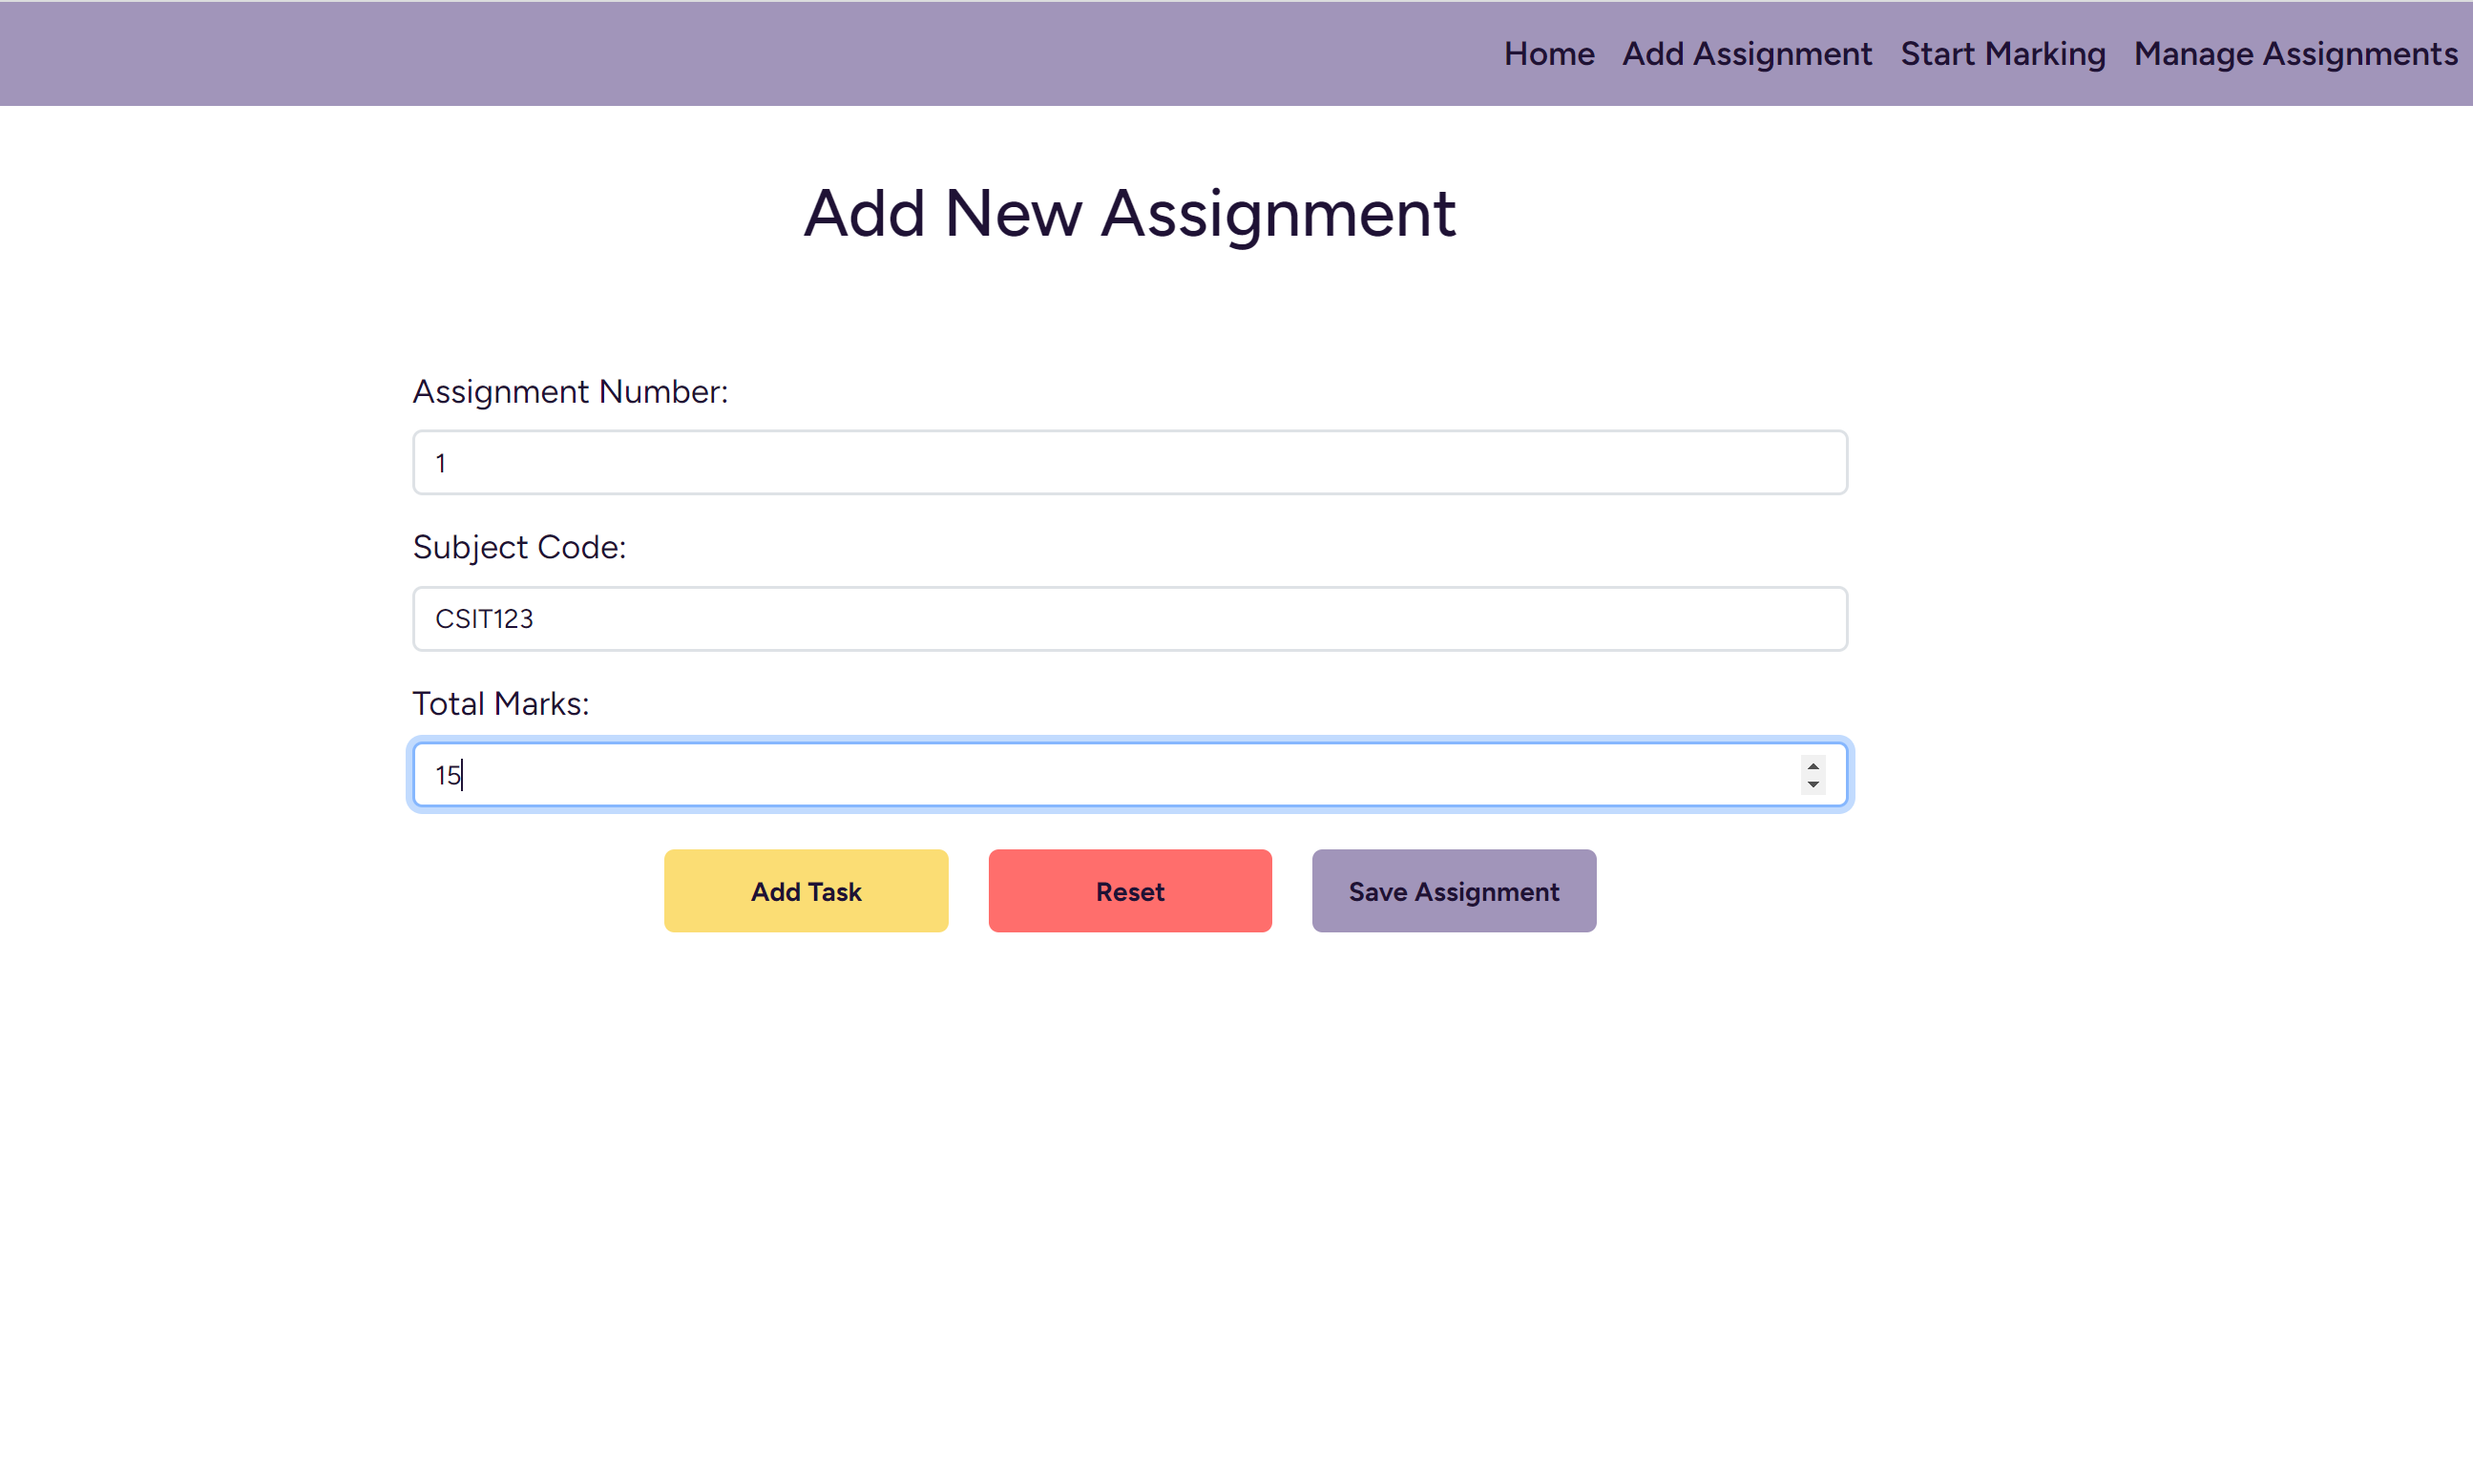 Home Add Assignment Start Marking Manage Assignments
Add New Assignment
Assignment Number:
1
Subject Code:
CSIT123
Total Marks:
15
Add Task Reset Save Assignment